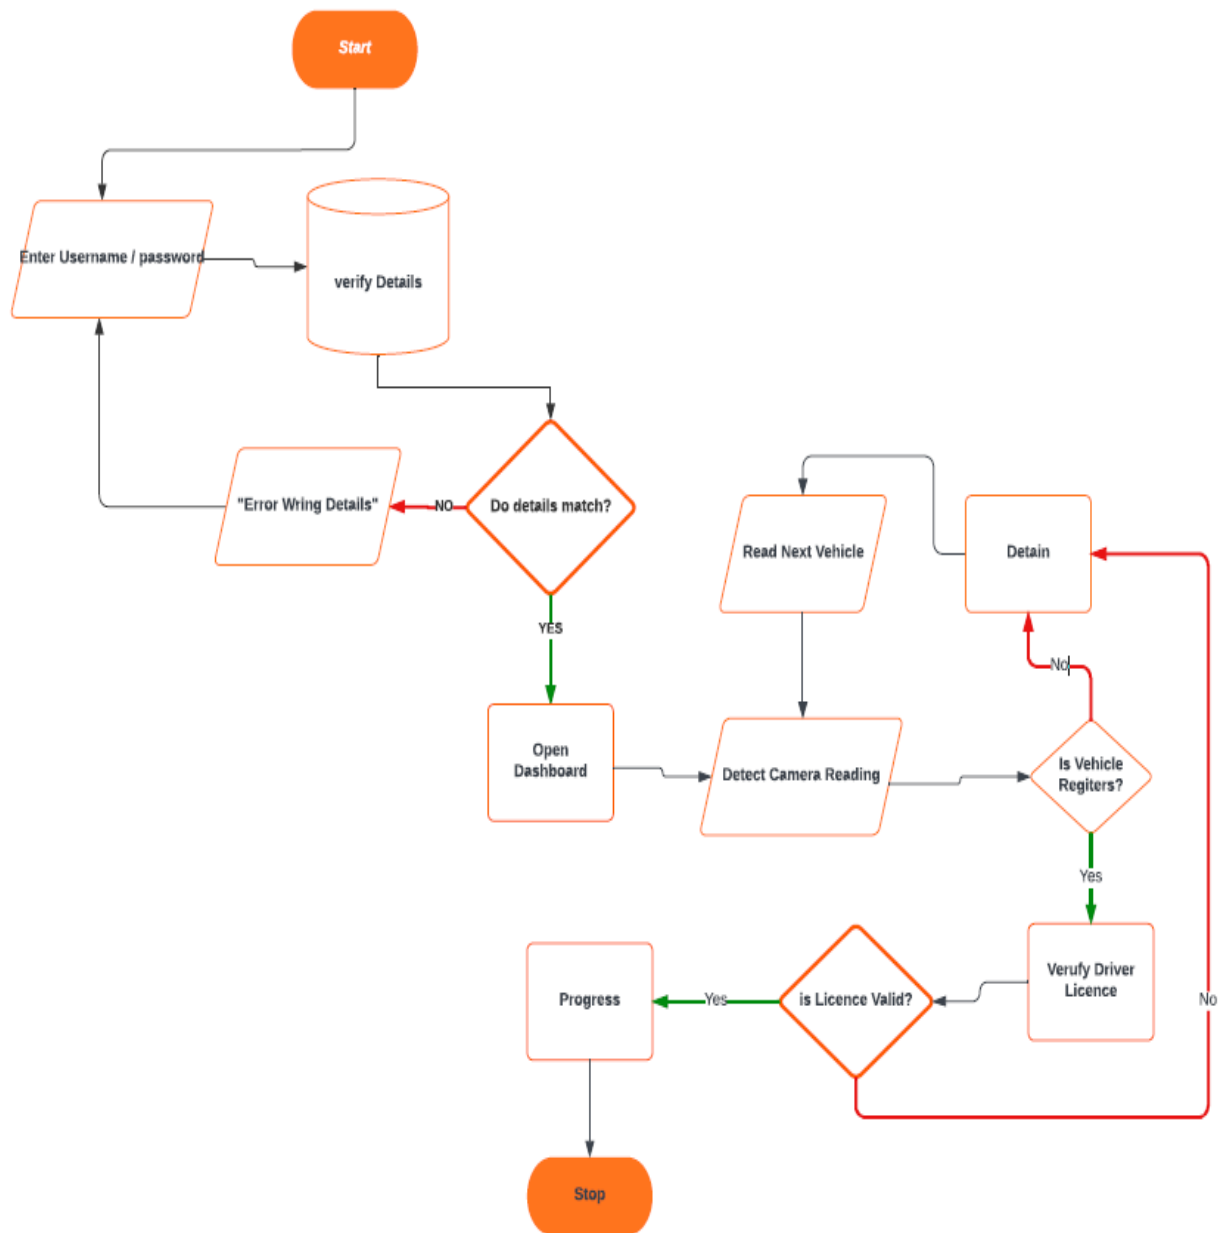 Start
Enter Username / password
verify Details
Do details match?
NO
"Error Wring Details"
YES
Open
Dashboard
Read Next Vehicle
Detain
Detect Camera Reading
No
Is Vehicle
Regiters?
Yes
Verufy Driver
Licence
is Licence Valid?
No
Yes
Progress
Stop